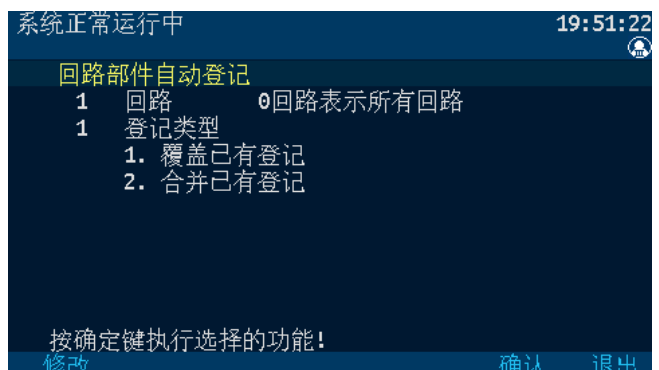 系统正常运行中 19:51:22
回路部件自动登记
1 回路 0回路表示所有回路
1 登记类型
1. 覆盖已有登记
2. 合并已有登记
按确定键执行选择的功能!
修改 确认 退出